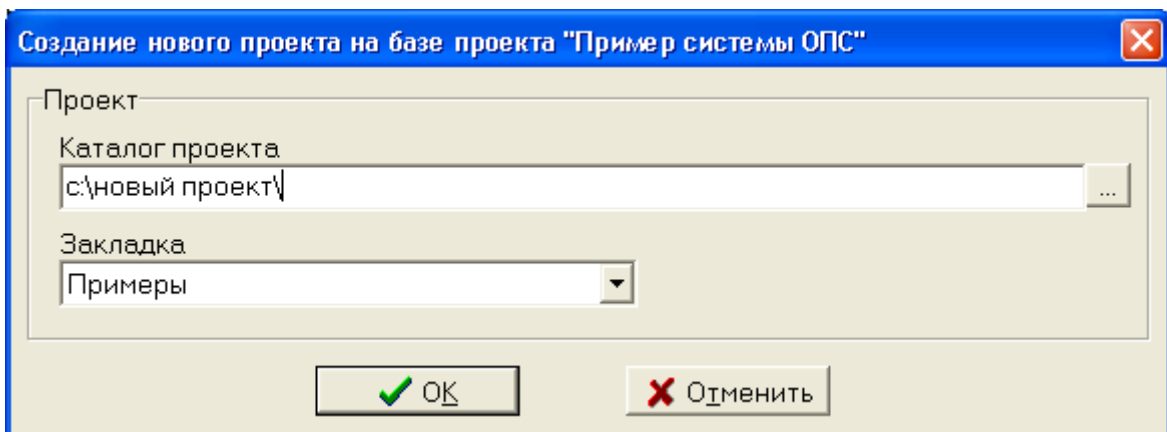 Создание нового проекта на базе проекта "Пример системы ОПС"
Проект
Каталог проекта
c:\новый проект\
...
Закладка
Примеры
OK
Отменить